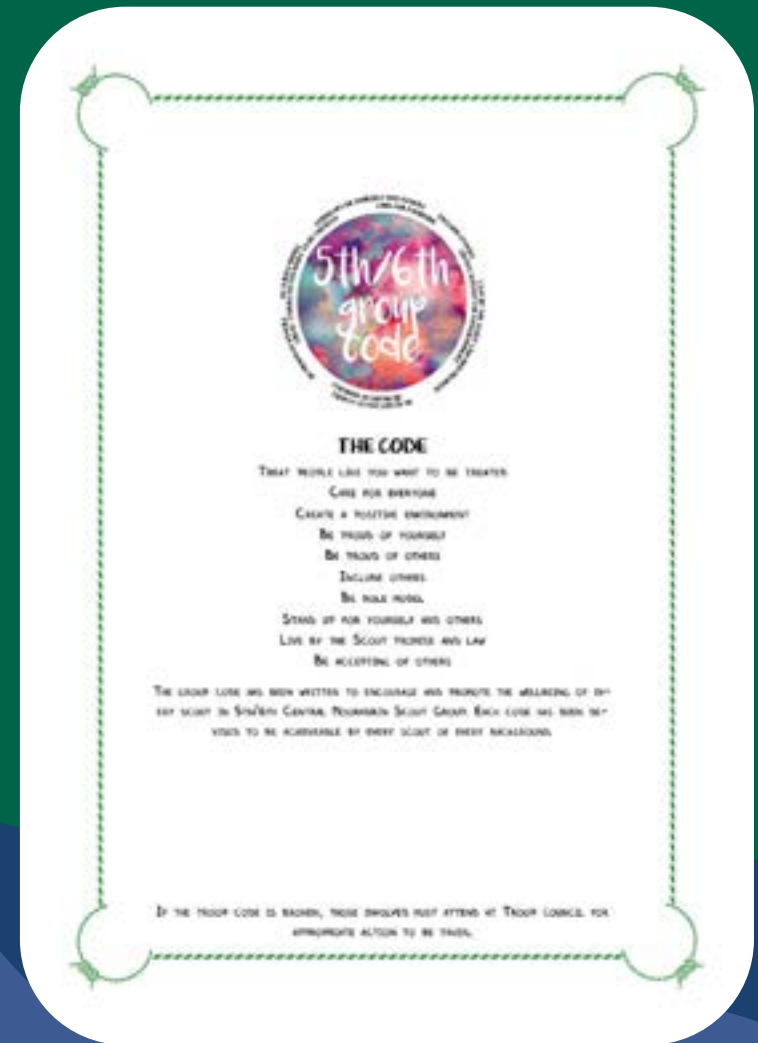 5th/6th
group
code
THE CODE
TREAT PEOPLE LIKE YOU WANT TO BE TREATED
CARE FOR EVERYONE
CREATE A POSITIVE ENVIRONMENT
BE PROUD OF YOURSELF
BE PROUD OF OTHERS
INCLUDE OTHERS
BE ROLE MODEL
STAND UP FOR YOURSELF AND OTHERS
LIVE BY THE SCOUT PROMISE AND LAW
BE ACCEPTING OF OTHERS
THE GROUP CODE HAS BEEN WRITTEN TO ENCOURAGE AND PROMOTE THE WELLBEING OF EV-
ERY SCOUT IN 5TH/6TH CENTRAL SCOUT GROUP. EACH CODE HAS BEEN DE-
VISED TO BE ACHIEVABLE BY EVERY SCOUT OF EVERY BACKGROUND.
IF THE TROOP CODE IS BROKEN, THOSE INVOLVED MUST ATTEND AT TROOP COUNCIL FOR
APPROPRIATE ACTION TO BE TAKEN.